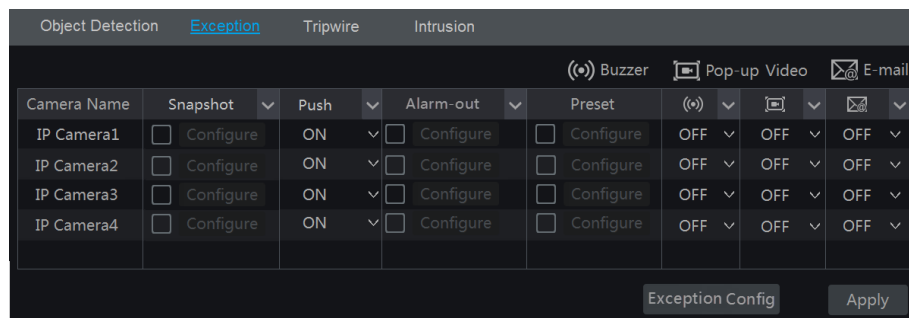 Object Detection Exception Tripwire Intrusion
Buzzer Pop-up Video E-mail
Camera Name Snapshot Push Alarm-out Preset
IP Camera1 Configure ON Configure Configure OFF OFF OFF
IP Camera2 Configure ON Configure Configure OFF OFF OFF
IP Camera3 Configure ON Configure Configure OFF OFF OFF
IP Camera4 Configure ON Configure Configure OFF OFF OFF
Exception Config Apply